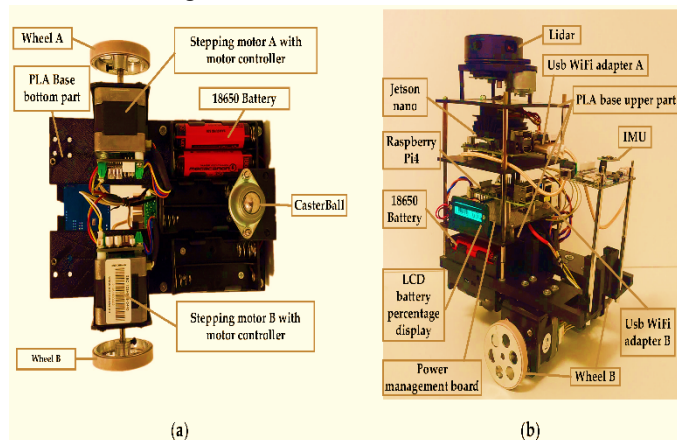 Wheel A
Stepping motor A with
motor controller
PLA Base
bottom part
18650 Battery
CasterBall
Stepping motor B with
motor controller
Wheel B
(a)
Lidar
Usb WiFi adapter A
Jetson
nano
PLA base upper part
Raspberry
Pi4
IMU
18650
Battery
LCD
battery
percentage
display
Usb WiFi
adapter B
Power
management board
Wheel B
(b)